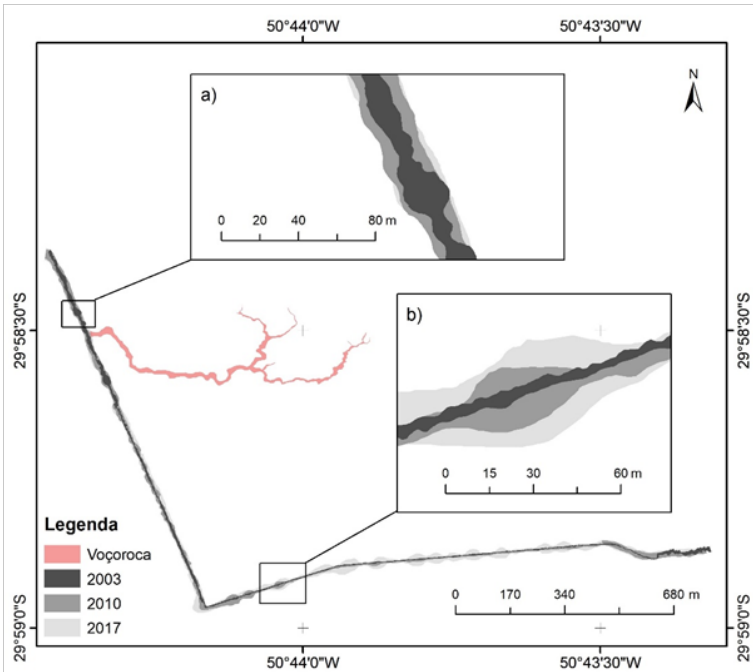 50°44'0"W 50°43'30"W
a)
N
0 20 40 80 m
29°58'30"S 29°58'30"S
b)
0 15 30 60 m
Legenda
Voçoroca
2003
2010
2017
0 170 340 680 m
29°59'0"S 29°59'0"S
50°44'0"W 50°43'30"W